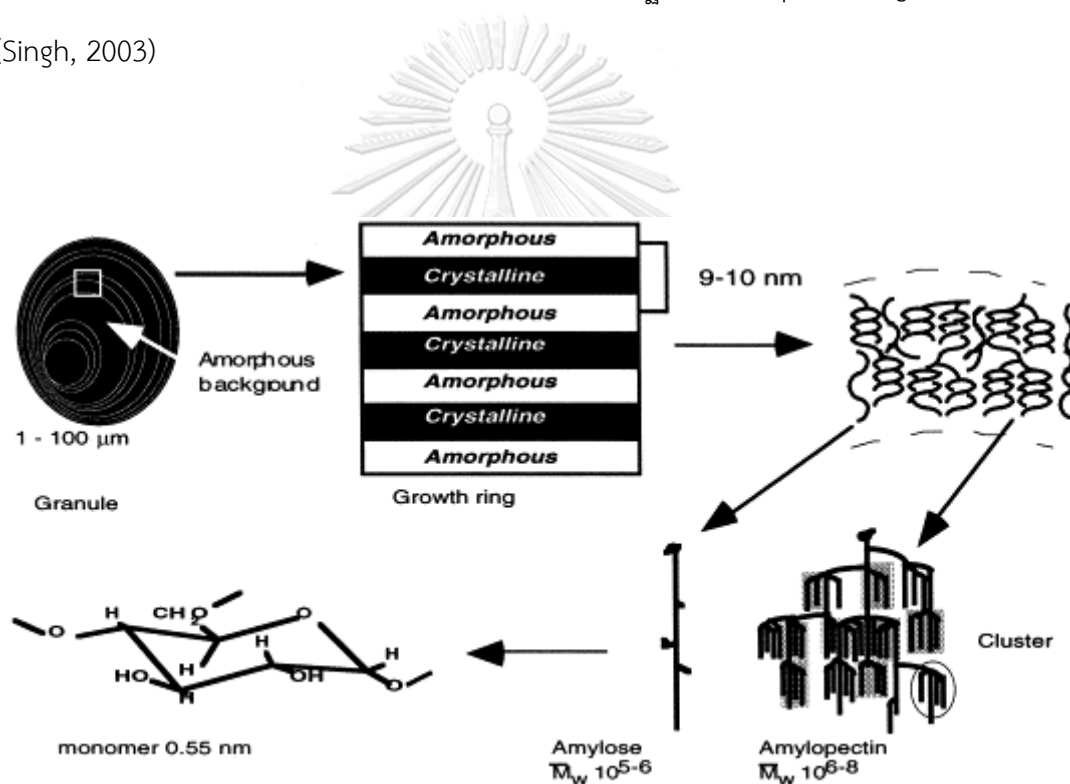 (Singh, 2003)
Amorphous
Crystalline
Amorphous
Crystalline
Amorphous
Crystalline
Amorphous
9-10 nm
Amorphous
background
1 - 100 μm
Granule
Growth ring
Cluster
H
CH2O
O
H
O
H
H
HO
H
OH
O
monomer 0.55 nm
Amylose
M̅w 10^5-6
Amylopectin
M̅w 10^6-8